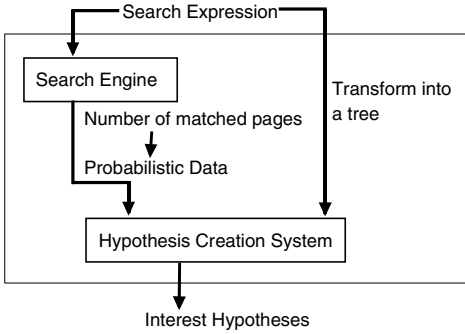 Search Expression
Search Engine
Transform into
a tree
Number of matched pages
Probabilistic Data
Hypothesis Creation System
Interest Hypotheses